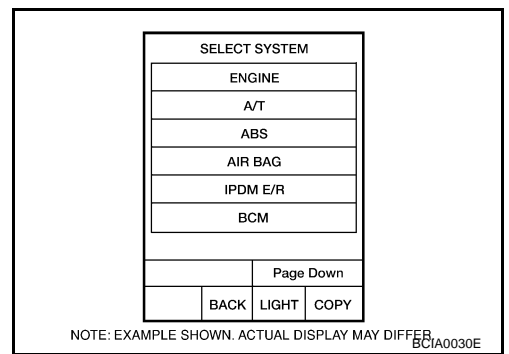 SELECT SYSTEM
ENGINE
A/T
ABS
AIR BAG
IPDM E/R
BCM
Page Down
BACK LIGHT COPY
NOTE: EXAMPLE SHOWN. ACTUAL DISPLAY MAY DIFFER.
BCIA0030E